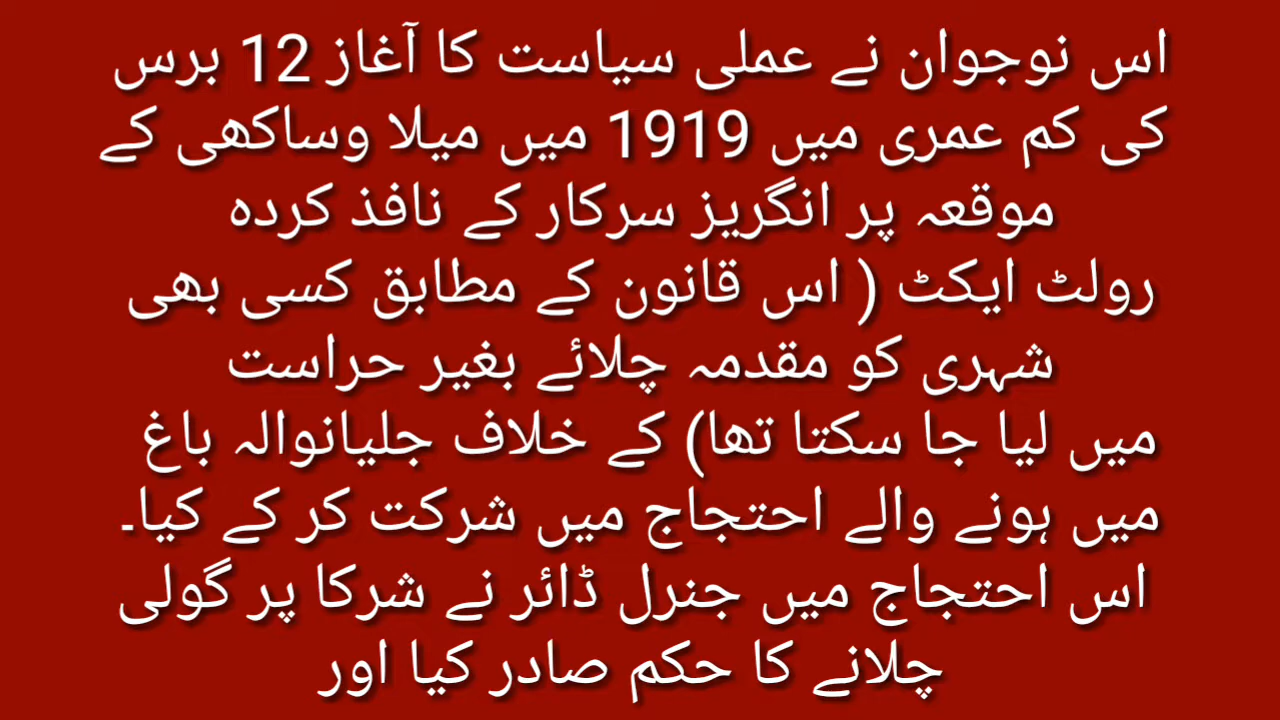 اس نوجوان نے عملی سیاست کا آغاز 12 برس
کی کم عمری میں 1919 میں میلا وساکھی کے
موقعہ پر انگریز سرکار کے نافذ کردہ
رولٹ ایکٹ ( اس قانون کے مطابق کسی بھی
شہری کو مقدمہ چلائے بغیر حراست
میں لیا جا سکتا تھا) کے خلاف جلیانوالہ باغ
میں ہونے والے احتجاج میں شرکت کر کے کیا۔
اس احتجاج میں جنرل ڈائر نے شرکا پر گولی
چلانے کا حکم صادر کیا اور